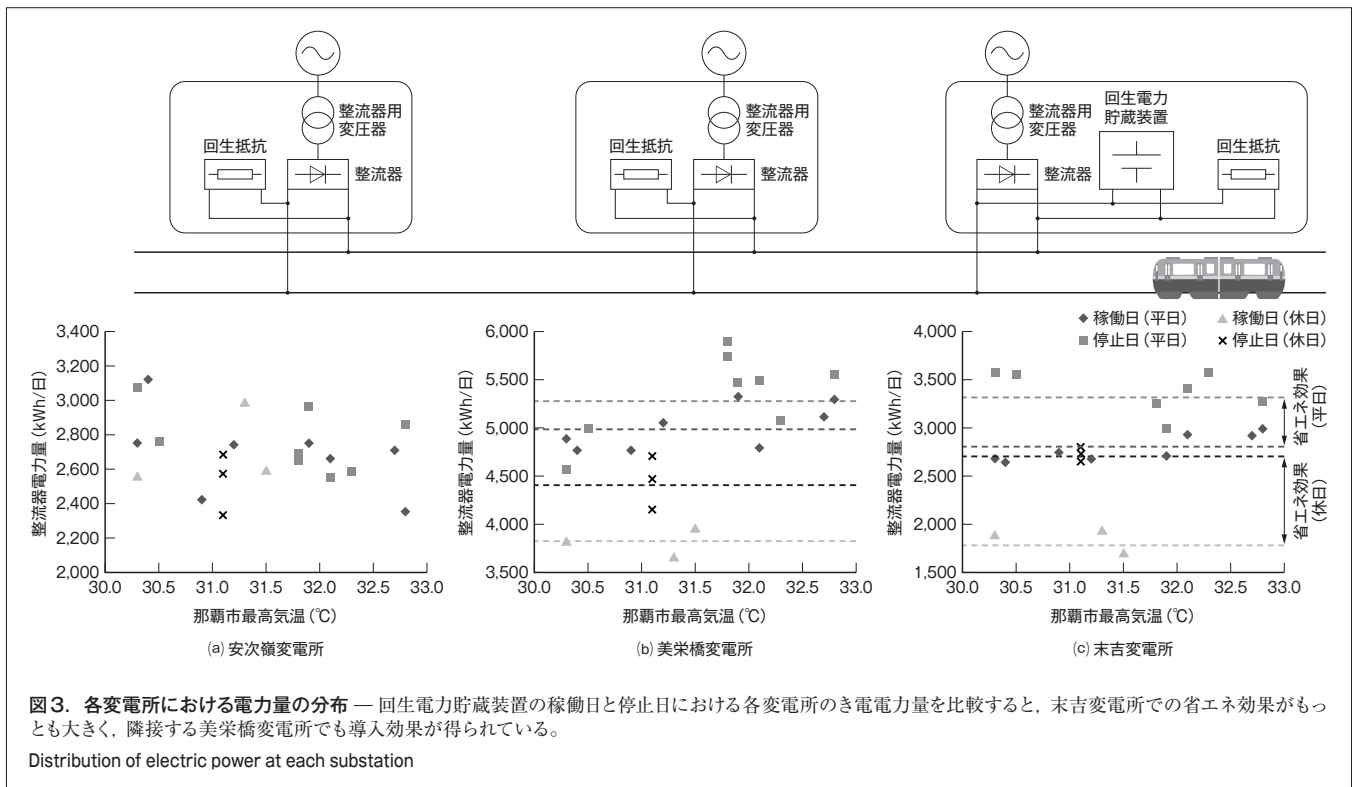 整流器用
変圧器
回生抵抗
整流器
整流器用
変圧器
回生抵抗
整流器
整流器用
変圧器
回生電力
貯蔵装置
回生抵抗
整流器
稼働日(平日)
稼働日(休日)
停止日(平日)
停止日(休日)
整流器電力量(kWh/日)
3,400
3,200
3,000
2,800
2,600
2,400
2,200
2,000
30.0 30.5 31.0 31.5 32.0 32.5 33.0
那覇市最高気温(℃)
(a) 安次嶺変電所
整流器電力量(kWh/日)
6,000
5,500
5,000
4,500
4,000
3,500
30.0 30.5 31.0 31.5 32.0 32.5 33.0
那覇市最高気温(℃)
(b) 美栄橋変電所
整流器電力量(kWh/日)
4,000
3,500
3,000
2,500
2,000
1,500
30.0 30.5 31.0 31.5 32.0 32.5 33.0
那覇市最高気温(℃)
(c) 末吉変電所
省エネ効果
(平日)
省エネ効果
(休日)
図3. 各変電所における電力量の分布 — 回生電力貯蔵装置の稼働日と停止日における各変電所のき電電力量を比較すると,末吉変電所での省エネ効果がもっ
とも大きく,隣接する美栄橋変電所でも導入効果が得られている。
Distribution of electric power at each substation